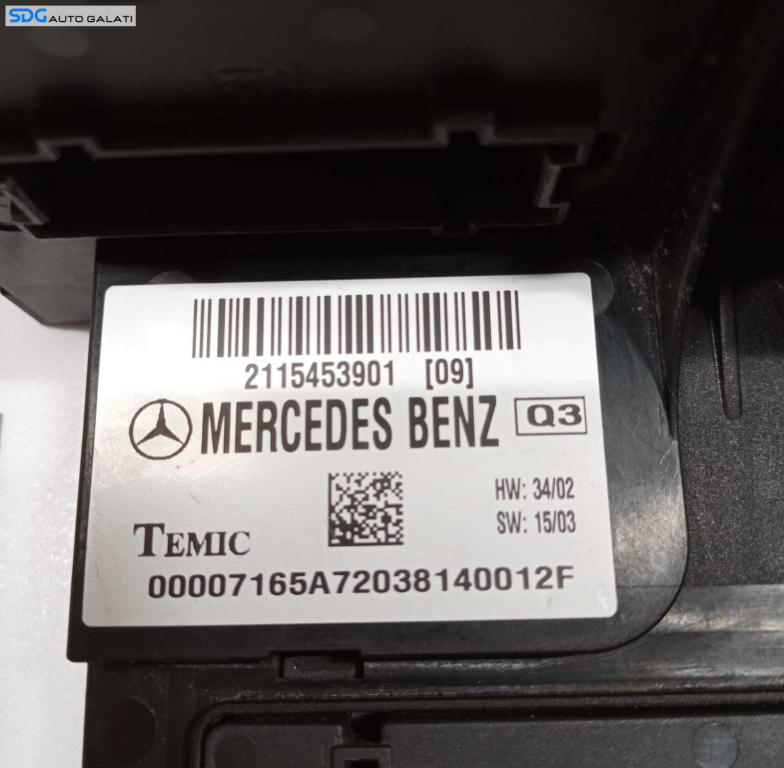 SDG AUTO GALATI
2115453901 [09]
MERCEDES BENZ Q3
HW: 34/02
SW: 15/03
TEMIC
00007165A72038140012F